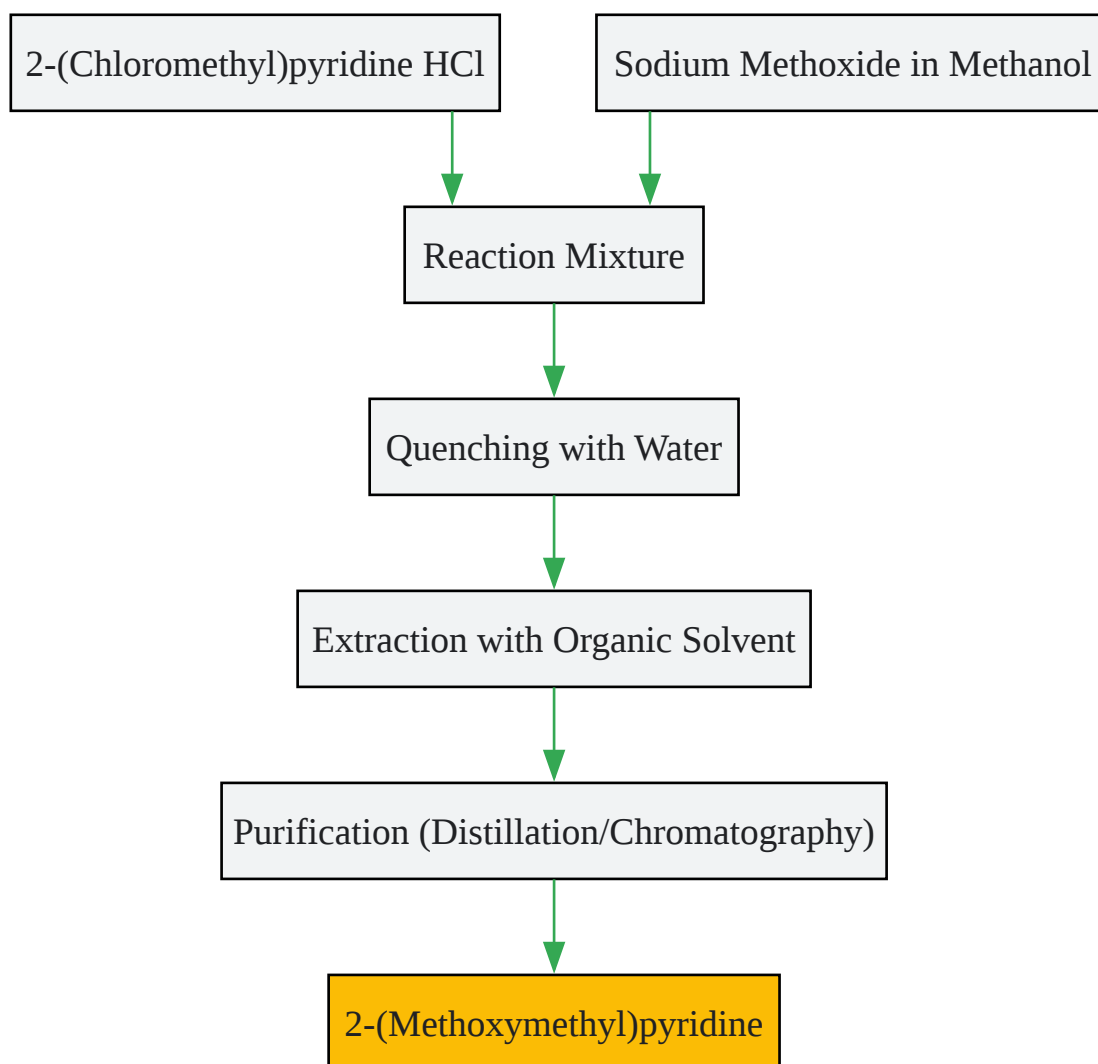 2-(Chloromethyl)pyridine HCl
Sodium Methoxide in Methanol
Reaction Mixture
Quenching with Water
Extraction with Organic Solvent
Purification (Distillation/Chromatography)
2-(Methoxymethyl)pyridine